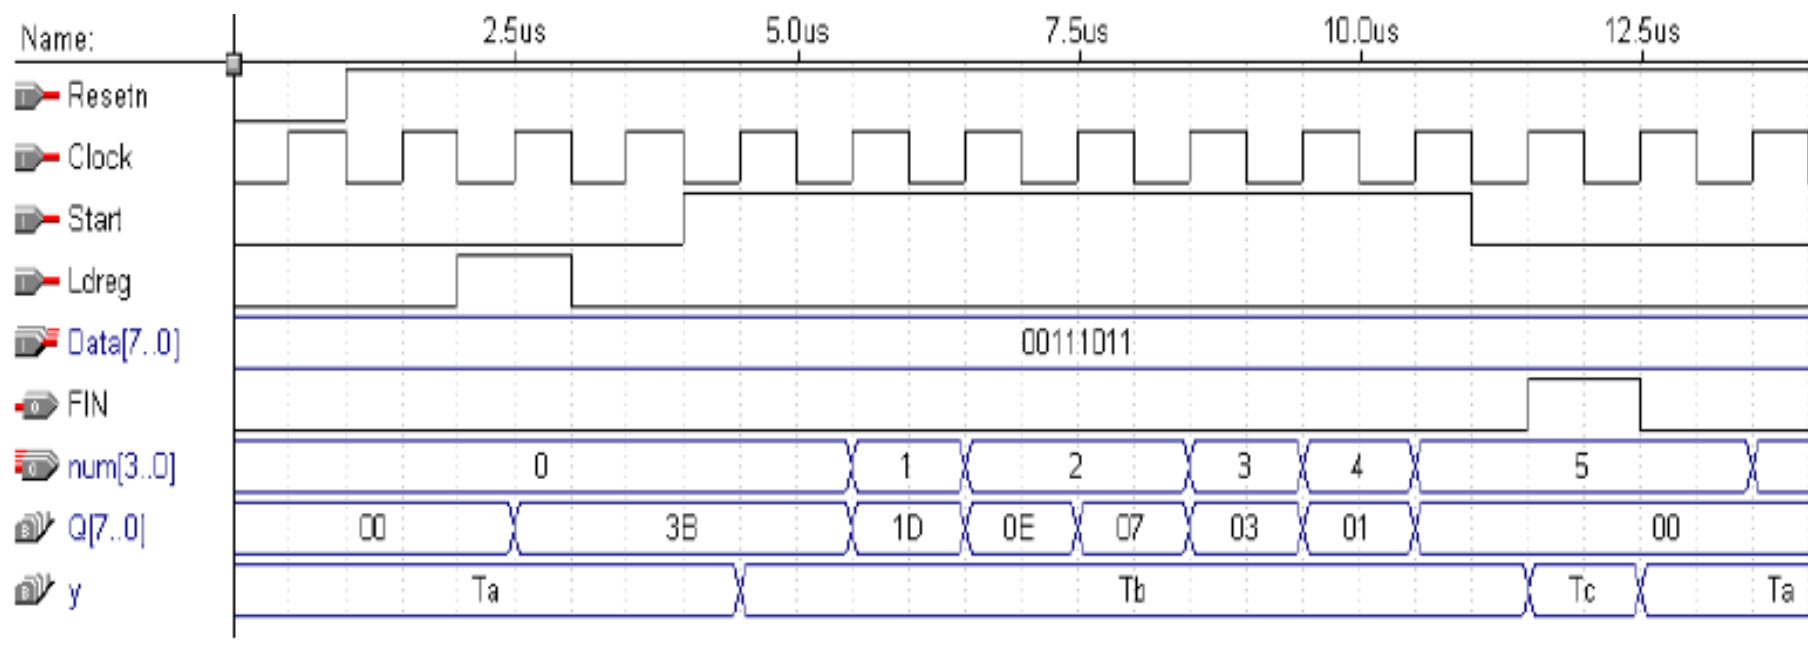 Name: 2.5us 5.0us 7.5us 10.0us 12.5us
Resetn
Clock
Start
Ldreg
Data[7..0] 00111011
FIN
num[3..0] 0 1 2 3 4 5
Q[7..0] 00 3B 1D 0E 07 03 01 00
y Ta Tb Tc Ta